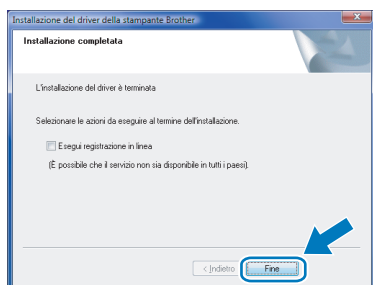 Installazione del driver della stampante Brother
Installazione completata
L'installazione del driver è terminata
Selezionare le azioni da eseguire al termine dell'installazione.
Esegui registrazione in linea
(È possibile che il servizio non sia disponibile in tutti i paesi).
< Indietro
Fine